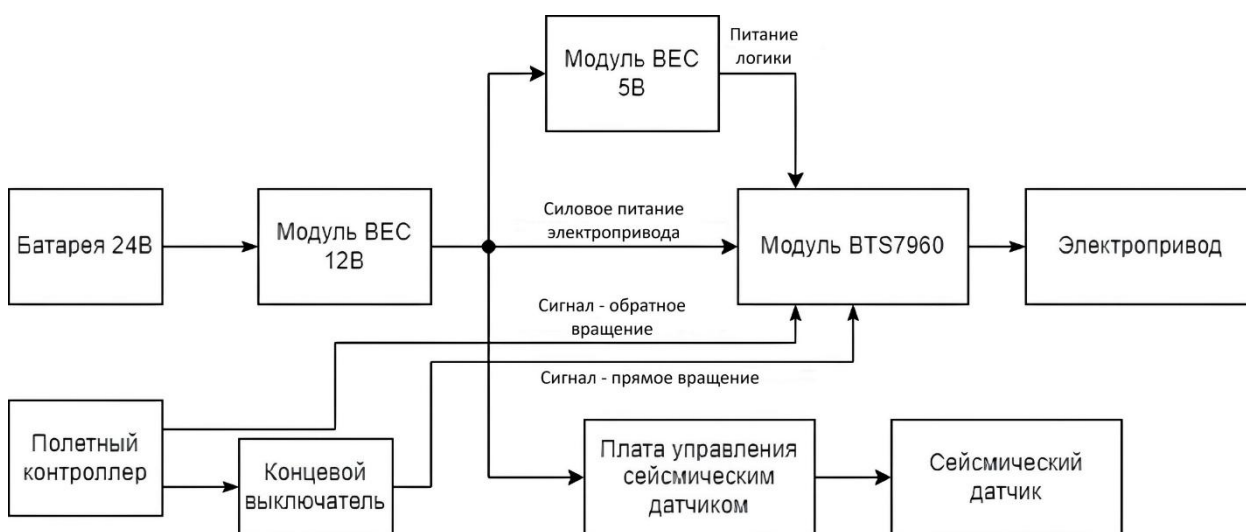 Питание
логики
Модуль BEC
5В
Батарея 24В
Модуль BEC
12В
Силовое питание
электропривода
Модуль BTS7960
Электропривод
Сигнал - обратное
вращение
Сигнал - прямое вращение
Полетный
контроллер
Концевой
выключатель
Плата управления
сейсмическим
датчиком
Сейсмический
датчик